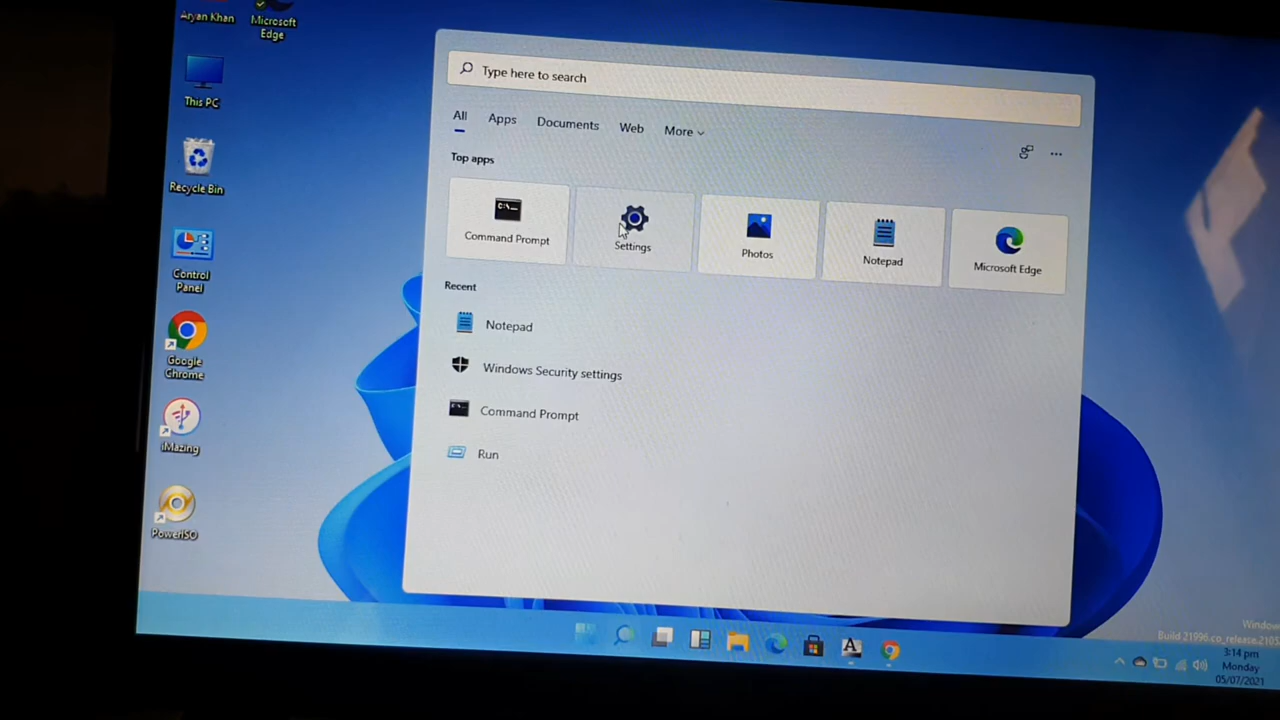 Aryan Khan
Microsoft
Edge
This PC
Recycle Bin
Control
Panel
Google
Chrome
iMazing
PowerISO
Type here to search
All Apps Documents Web More
Top apps
C:\
Command Prompt
Settings
Photos
Notepad
Microsoft Edge
Recent
Notepad
Windows Security settings
Command Prompt
Run
A
Window
Build 21996.co_release.210
3:14 pm
Monday
05/07/2021